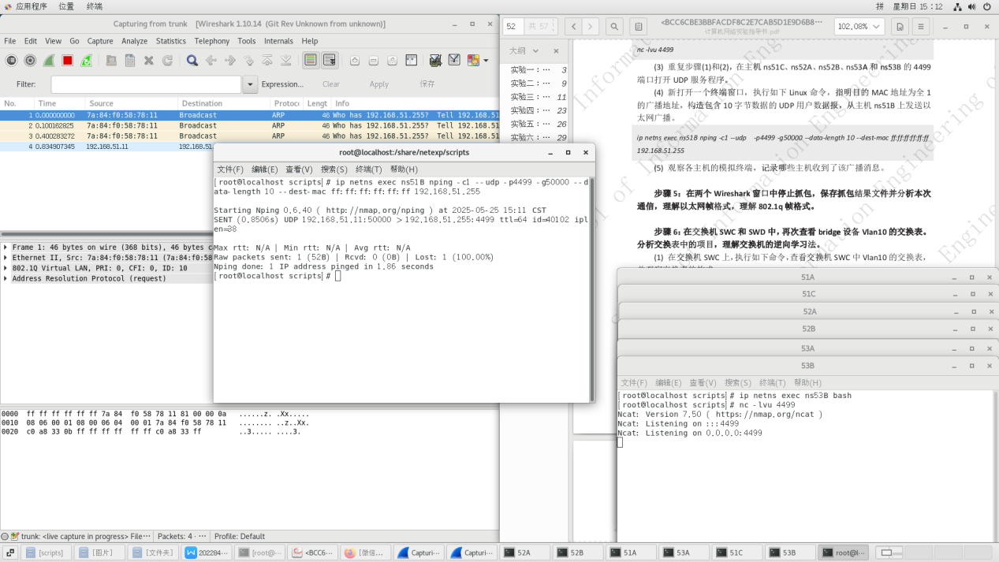 应用程序 位置 终端 拼 星期日 15:12
Capturing from trunk [Wireshark 1.10.14 (Git Rev Unknown from unknown)]
File Edit View Go Capture Analyze Statistics Telephony Tools Internals Help
Filter: Expression... Clear Apply 保存
No. Time Source Destination Protoc Lengt Info
1 0.000000000 7a:84:f0:58:78:11 Broadcast ARP 46 Who has 192.168.51.255? Tell 192.168.51
2 0.100162825 7a:84:f0:58:78:11 Broadcast ARP 46 Who has 192.168.51.255? Tell 192.168.51
3 0.400283272 7a:84:f0:58:78:11 Broadcast ARP 46 Who has 192.168.51.255? Tell 192.168.51
4 0.834907345 192.168.51.11 192.168.51.
Frame 1: 46 bytes on wire (368 bits), 46 bytes c
Ethernet II, Src: 7a:84:f0:58:78:11 (7a:84:f0:58
802.1Q Virtual LAN, PRI: 0, CFI: 0, ID: 10
Address Resolution Protocol (request)
0000 ff ff ff ff ff ff 7a 84 f0 58 78 11 81 00 00 0a ......z. .Xx.....
0010 08 06 00 01 08 00 06 04 00 01 7a 84 f0 58 78 11 ........ ..z..Xx.
0020 c0 a8 33 0b ff ff ff ff ff ff c0 a8 33 ff ..3..... ....3.
trunk: <live capture in progress> File··· Packets: 4 · ··· Profile: Default
root@localhost:/share/netexp/scripts
文件(F) 编辑(E) 查看(V) 搜索(S) 终端(T) 帮助(H)
[root@localhost scripts]# ip netns exec ns51B nping -c1 --udp -p4499 -g50000 --d
ata-length 10 --dest-mac ff:ff:ff:ff:ff:ff 192.168.51.255
Starting Nping 0.6.40 ( http://nmap.org/nping ) at 2025-05-25 15:11 CST
SENT (0.8506s) UDP 192.168.51.11:50000 > 192.168.51.255:4499 ttl=64 id=40102 ipl
en=38
Max rtt: N/A | Min rtt: N/A | Avg rtt: N/A
Raw packets sent: 1 (52B) | Rcvd: 0 (0B) | Lost: 1 (100.00%)
Nping done: 1 IP address pinged in 1.86 seconds
[root@localhost scripts]#
52 共 57 <BCC6CBE3BBFACDF8C2E7CAB5D1E9D6B8···
计算机网络实验指导书.pdf
102.08%
大纲
实验一：··· 3
实验二：··· 9
实验三：··· 11
实验四：··· 23
实验五：··· 26
实验六：··· 29
nc -lvu 4499
(3) 重复步骤(1)和(2)，在主机 ns51C、ns52A、ns52B、ns53A 和 ns53B 的 4499
端口打开 UDP 服务程序。
(4) 新打开一个终端窗口，执行如下 Linux 命令，指明目的 MAC 地址为全 1
的广播地址，构造包含 10 字节数据的 UDP 用户数据报，从主机 ns51B 上发送以
太网广播。
ip netns exec ns51B nping -c1 --udp -p4499 -g50000 --data-length 10 --dest-mac ff:ff:ff:ff:ff:ff
192.168.51.255
(5) 观察各主机的模拟终端，记录哪些主机收到了该广播消息。
步骤 5：在两个 Wireshark 窗口中停止抓包，保存抓包结果文件并分析本次
通信，理解以太网帧格式，理解 802.1q 帧格式。
步骤 6：在交换机 SWC 和 SWD 中，再次查看 bridge 设备 Vlan10 的交换表。
分析交换表中的项目，理解交换机的逆向学习法。
(1) 在交换机 SWC 上，执行如下命令，查看交换机 SWC 中 Vlan10 的交换表，
51A
51C
52A
52B
53A
53B
文件(F) 编辑(E) 查看(V) 搜索(S) 终端(T) 帮助(H)
[root@localhost scripts]# ip netns exec ns53B bash
[root@localhost scripts]# nc -lvu 4499
Ncat: Version 7.50 ( https://nmap.org/ncat )
Ncat: Listening on :::4499
Ncat: Listening on 0.0.0.0:4499
[scripts] [图片] [文件夹] 202284··· [root@··· <BCC6··· [微信... Capturi··· Capturi··· 52A 52B 51A 53A 51C 53B root@l···